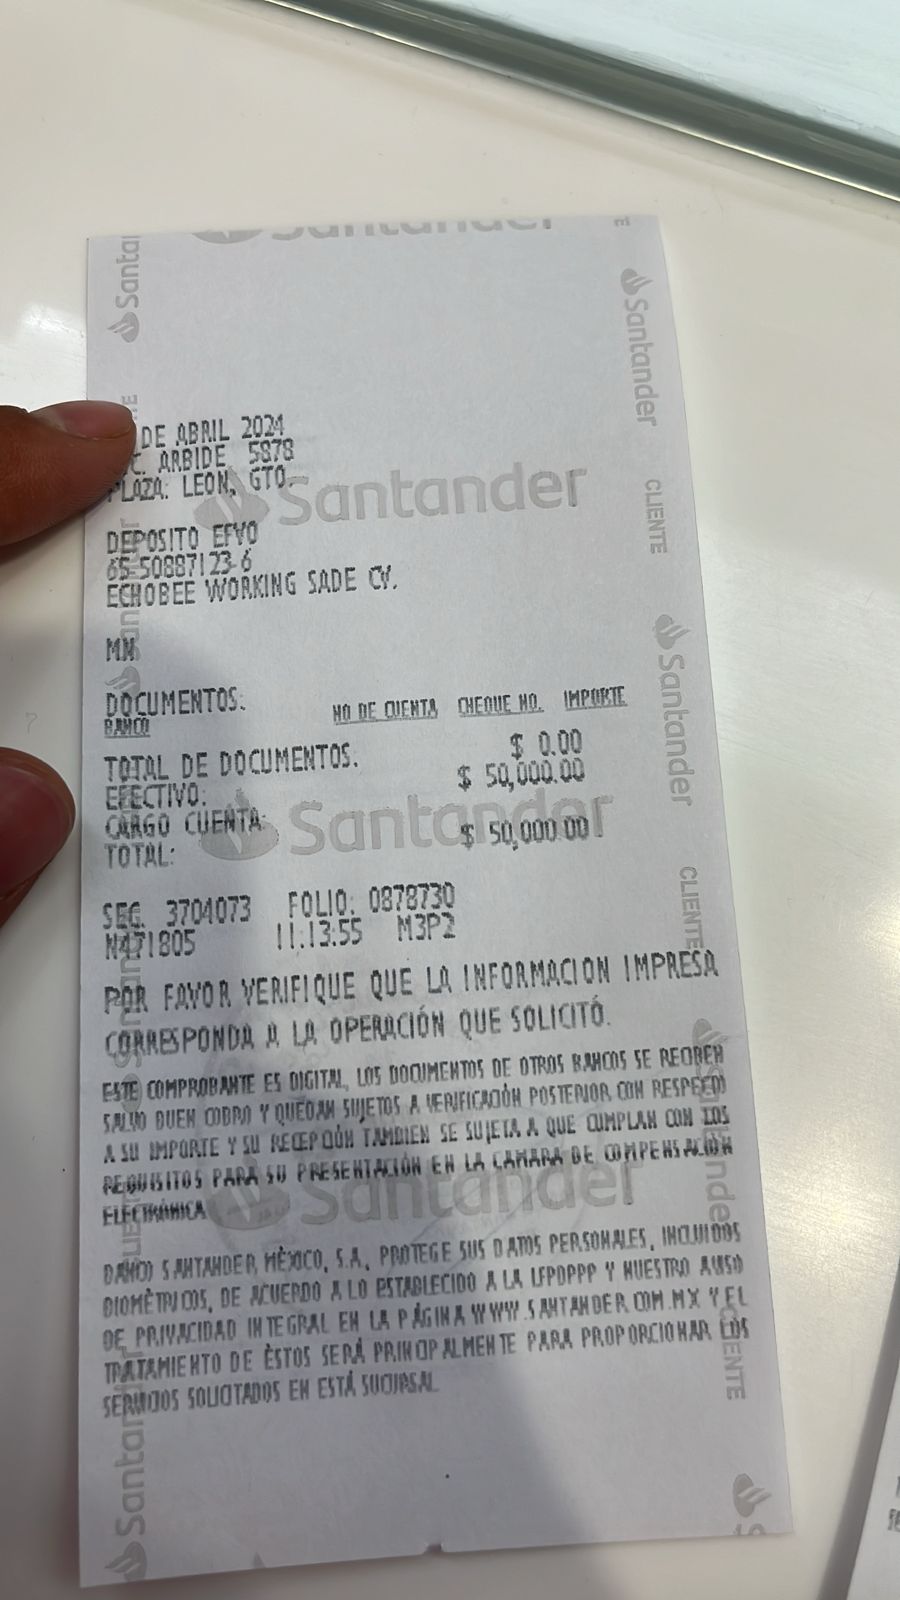 Santander
DE ABRIL 2024
ARBIDE 5878
PLAZA: LEON, GTO.
Santander
CLIENTE
DEPOSITO EFVO
65-50887123-6
ECHOBEE WORKING SADE CV.
MN
Santander
DOCUMENTOS:
BANCO NO DE CUENTA CHEQUE NO. IMPORTE
TOTAL DE DOCUMENTOS: $ 0.00
EFECTIVO: $ 50,000.00
CARGO CUENTA:
TOTAL: $ 50,000.00
Santander
CLIENTE
SEG. 3704073 FOLIO: 0878730
N471805 11:13:55 M3P2
POR FAVOR VERIFIQUE QUE LA INFORMACION IMPRESA
CORRESPONDA A LA OPERACIÓN QUE SOLICITÓ.
ESTE COMPROBANTE ES DIGITAL, LOS DOCUMENTOS DE OTROS BANCOS SE RECIBEN
SALVO BUEN COBRO Y QUEDAN SUJETOS A VERIFICACIÓN POSTERIOR CON RESPECTO
A SU IMPORTE Y SU RECEPCIÓN TAMBIEN SE SUJETA A QUE CUMPLAN CON LOS
REQUISITOS PARA SU PRESENTACIÓN EN LA CAMARA DE COMPENSACIÓN
ELECTRÓNICA
Santander
BANCO SANTANDER MÉXICO, S.A., PROTEGE SUS DATOS PERSONALES, INCLUIDOS
BIOMÉTRICOS, DE ACUERDO A LO ESTABLECIDO A LA LFPDPPP Y NUESTRO AVISO
DE PRIVACIDAD INTEGRAL EN LA PÁGINA WWW.SANTANDER.COM.MX Y EL
TRATAMIENTO DE ÉSTOS SERÁ PRINCIPALMENTE PARA PROPORCIONAR LOS
SERVICIOS SOLICITADOS EN ESTÁ SUCURSAL
Santander